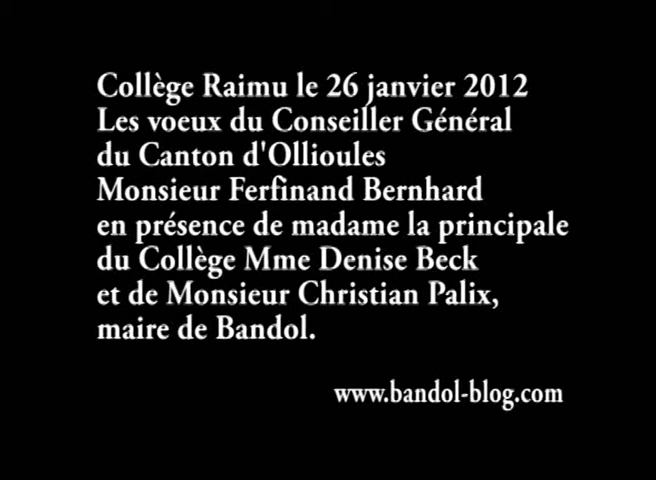 Collège Raimu le 26 janvier 2012
Les voeux du Conseiller Général
du Canton d'Ollioules
Monsieur Ferfinand Bernhard
en présence de madame la principale
du Collège Mme Denise Beck
et de Monsieur Christian Palix,
maire de Bandol.
www.bandol-blog.com